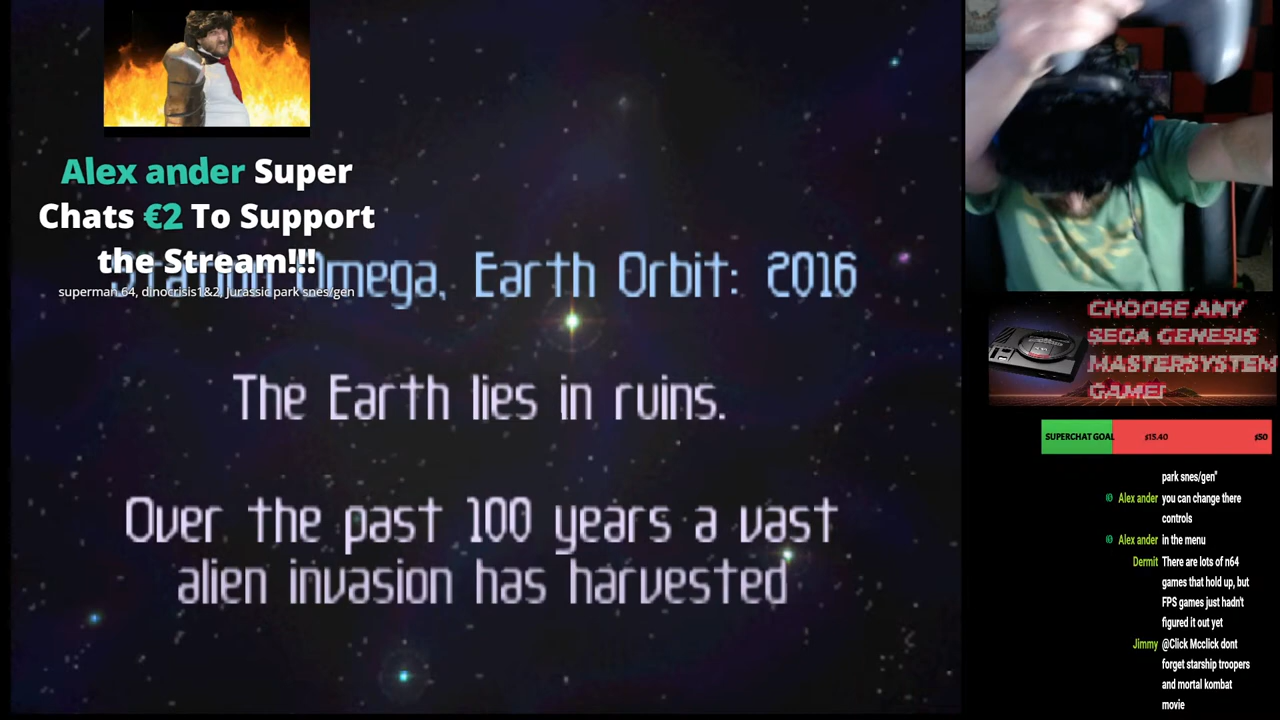 Alex ander Super
Chats €2 To Support
the Stream!!!
superman 64, dinocrisis1&2, jurassic park snes/gen
Omega, Earth Orbit: 2016
The Earth lies in ruins.
Over the past 100 years a vast
alien invasion has harvested
CHOOSE ANY
SEGA GENESIS
MASTERSYSTEM
GAME!
SUPERCHAT GOAL $15.40 $50
park snes/gen"
Alex ander you can change there
controls
Alex ander in the menu
Dermit There are lots of n64
games that hold up, but
FPS games just hadn't
figured it out yet
Jimmy @Click Mcclick dont
forget starship troopers
and mortal kombat
movie